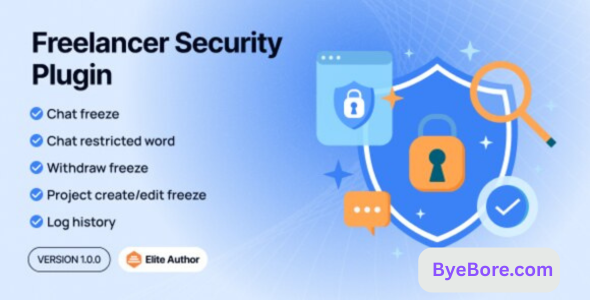 Freelancer Security
Plugin
Chat freeze
Chat restricted word
Withdraw freeze
Project create/edit freeze
Log history
VERSION 1.0.0
Elite Author
ByeBore.com